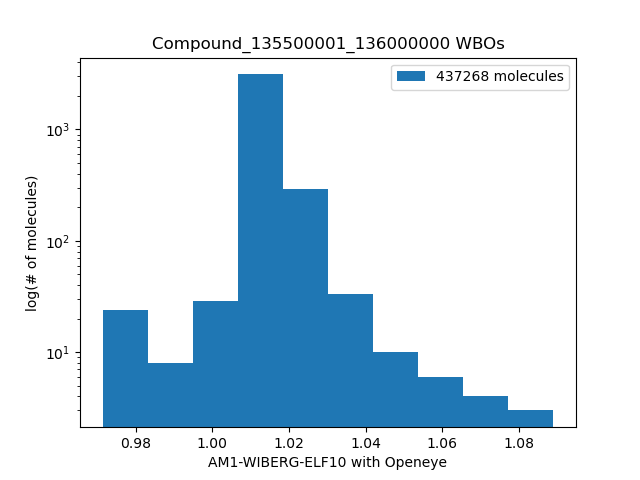 Compound_135500001_136000000 WBOs
437268 molecules
log(# of molecules)
10³
10²
10¹
0.98 1.00 1.02 1.04 1.06 1.08
AM1-WIBERG-ELF10 with Openeye